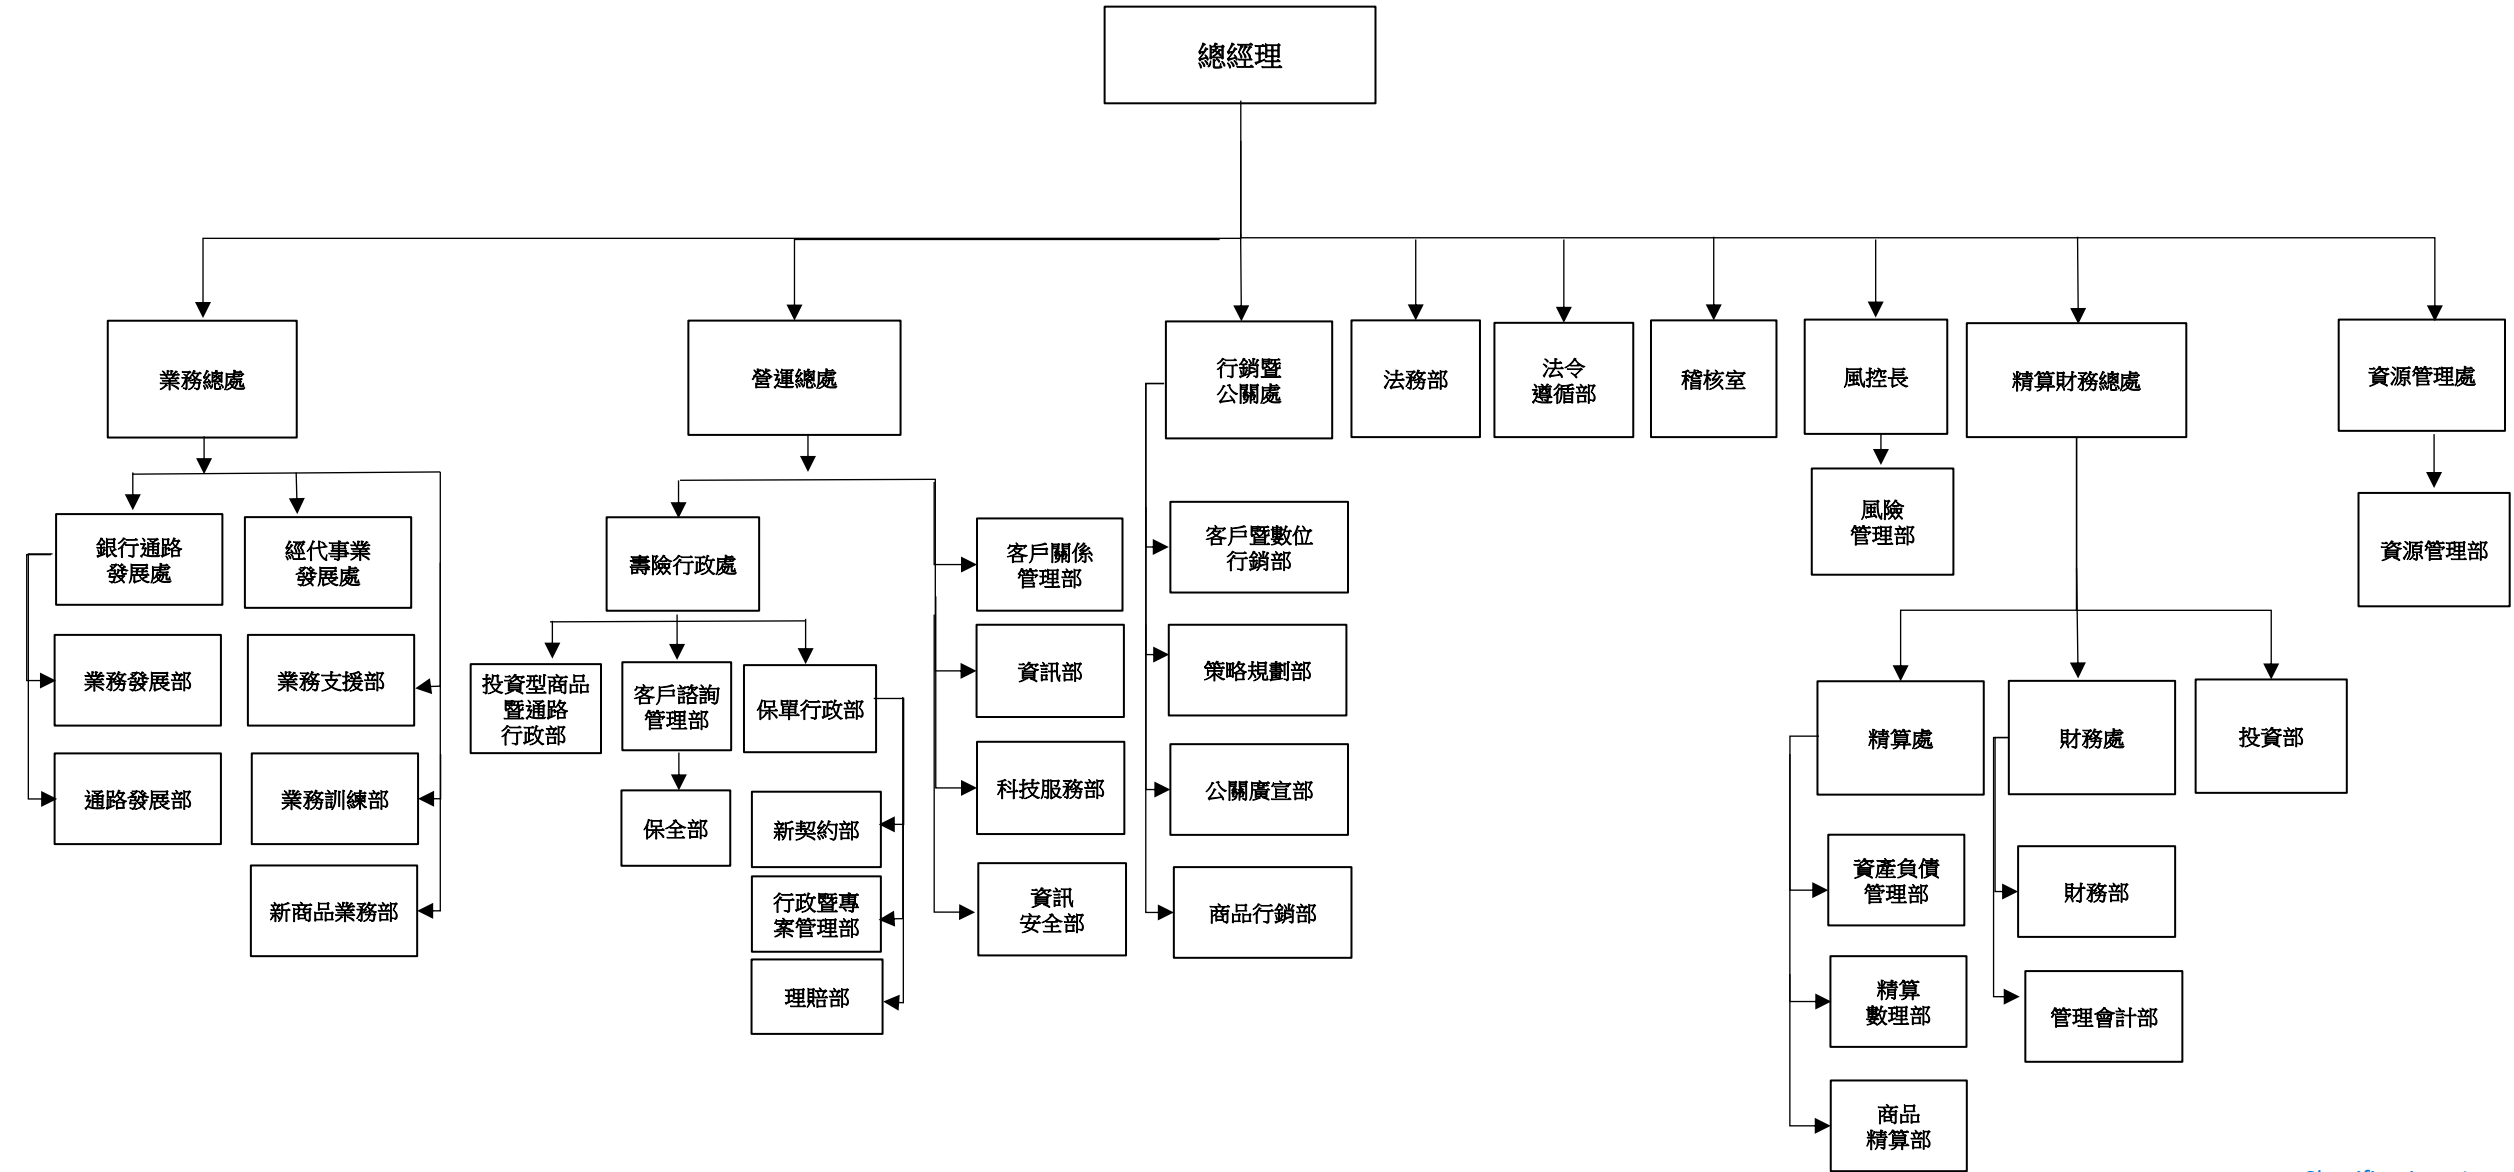 總經理
業務總處
營運總處
行銷暨
公關處
法務部
法令
遵循部
稽核室
風控長
精算財務總處
資源管理處
銀行通路
發展處
經代事業
發展處
壽險行政處
客戶關係
管理部
客戶暨數位
行銷部
風險
管理部
資源管理部
業務發展部
業務支援部
投資型商品
暨通路
行政部
客戶諮詢
管理部
保單行政部
資訊部
策略規劃部
精算處
財務處
投資部
通路發展部
業務訓練部
保全部
新契約部
科技服務部
公關廣宣部
資產負債
管理部
財務部
新商品業務部
行政暨專
案管理部
資訊
安全部
商品行銷部
理賠部
精算
數理部
管理會計部
商品
精算部